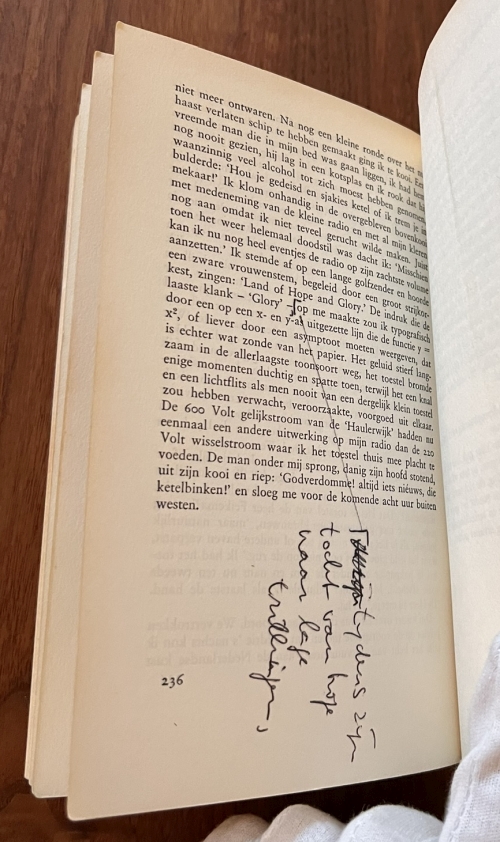 niet meer ontwaren. Na nog een kleine ronde over het
haast verlaten schip te hebben gemaakt ging ik te kooi. Een
vreemde man die in mijn bed was gaan liggen, ik had hem
nog nooit gezien, hij lag in een kotsplas en ik rook dat hij
waanzinnig veel alcohol tot zich moest hebben genomen,
bulderde: ‘Hou je gedeisd en sjakies ketel of ik trem je in
mekaar!’ Ik klom onhandig in de overgebleven bovenkooi
met medeneming van de kleine radio en met al mijn kleren
nog aan omdat ik niet teveel gerucht wilde maken. Juist
toen het weer helemaal doodstil was dacht ik: ‘Misschien
kan ik nu nog heel eventjes de radio op zijn zachtste volume
aanzetten.’ Ik stemde af op een lange golfzender en hoorde
een zware vrouwenstem, begeleid door een groot strijkor-
kest, zingen: ‘Land of Hope and Glory.’ De indruk die de
laaste klank – ‘Glory’ – op me maakte zou ik typografisch
door een op een x- en y-as uitgezette lijn die de functie y =
x², of liever door een asymptoot moeten weergeven, dat
is echter wat zonde van het papier. Het geluid stierf lang-
zaam in de allerlaagste toonsoort weg, het toestel bromde
enige momenten duchtig en spatte toen, terwijl het een knal
en een lichtflits als men nooit van een dergelijk klein toestel
zou hebben verwacht, veroorzaakte, voorgoed uit elkaar.
De 600 Volt gelijkstroom van de ‘Haulerwijk’ hadden nu
eenmaal een andere uitwerking op mijn radio dan de 220
Volt wisselstroom waar ik het toestel thuis mee placht te
voeden. De man onder mij sprong, danig zijn hoofd stotend,
uit zijn kooi en riep: ‘Godverdomme! altijd iets niéuws, die
ketelbinken!’ en sloeg me voor de komende acht uur buiten
westen.
tydens zijn
tocht van hoge
naar lage
trillingen,
236